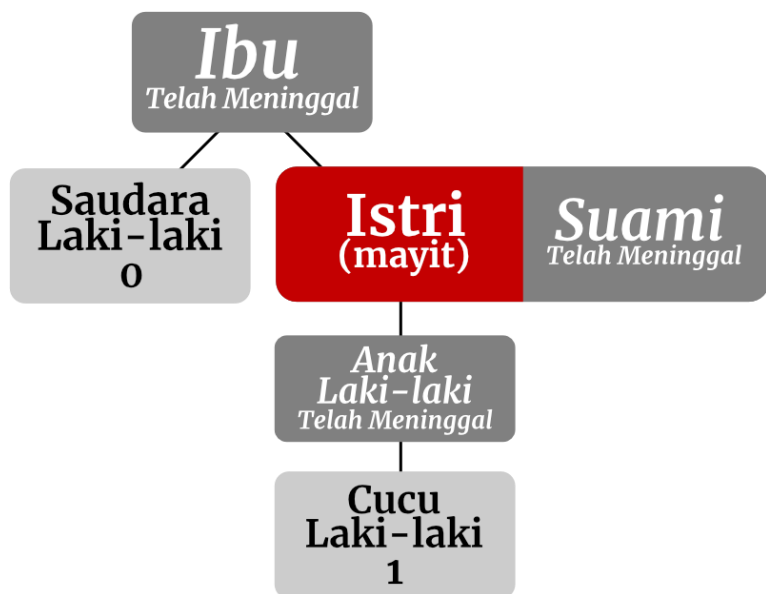 Ibu
Telah Meninggal
Saudara
Laki-laki
0
Istri
(mayit)
Suami
Telah Meninggal
Anak
Laki-laki
Telah Meninggal
Cucu
Laki-laki
1